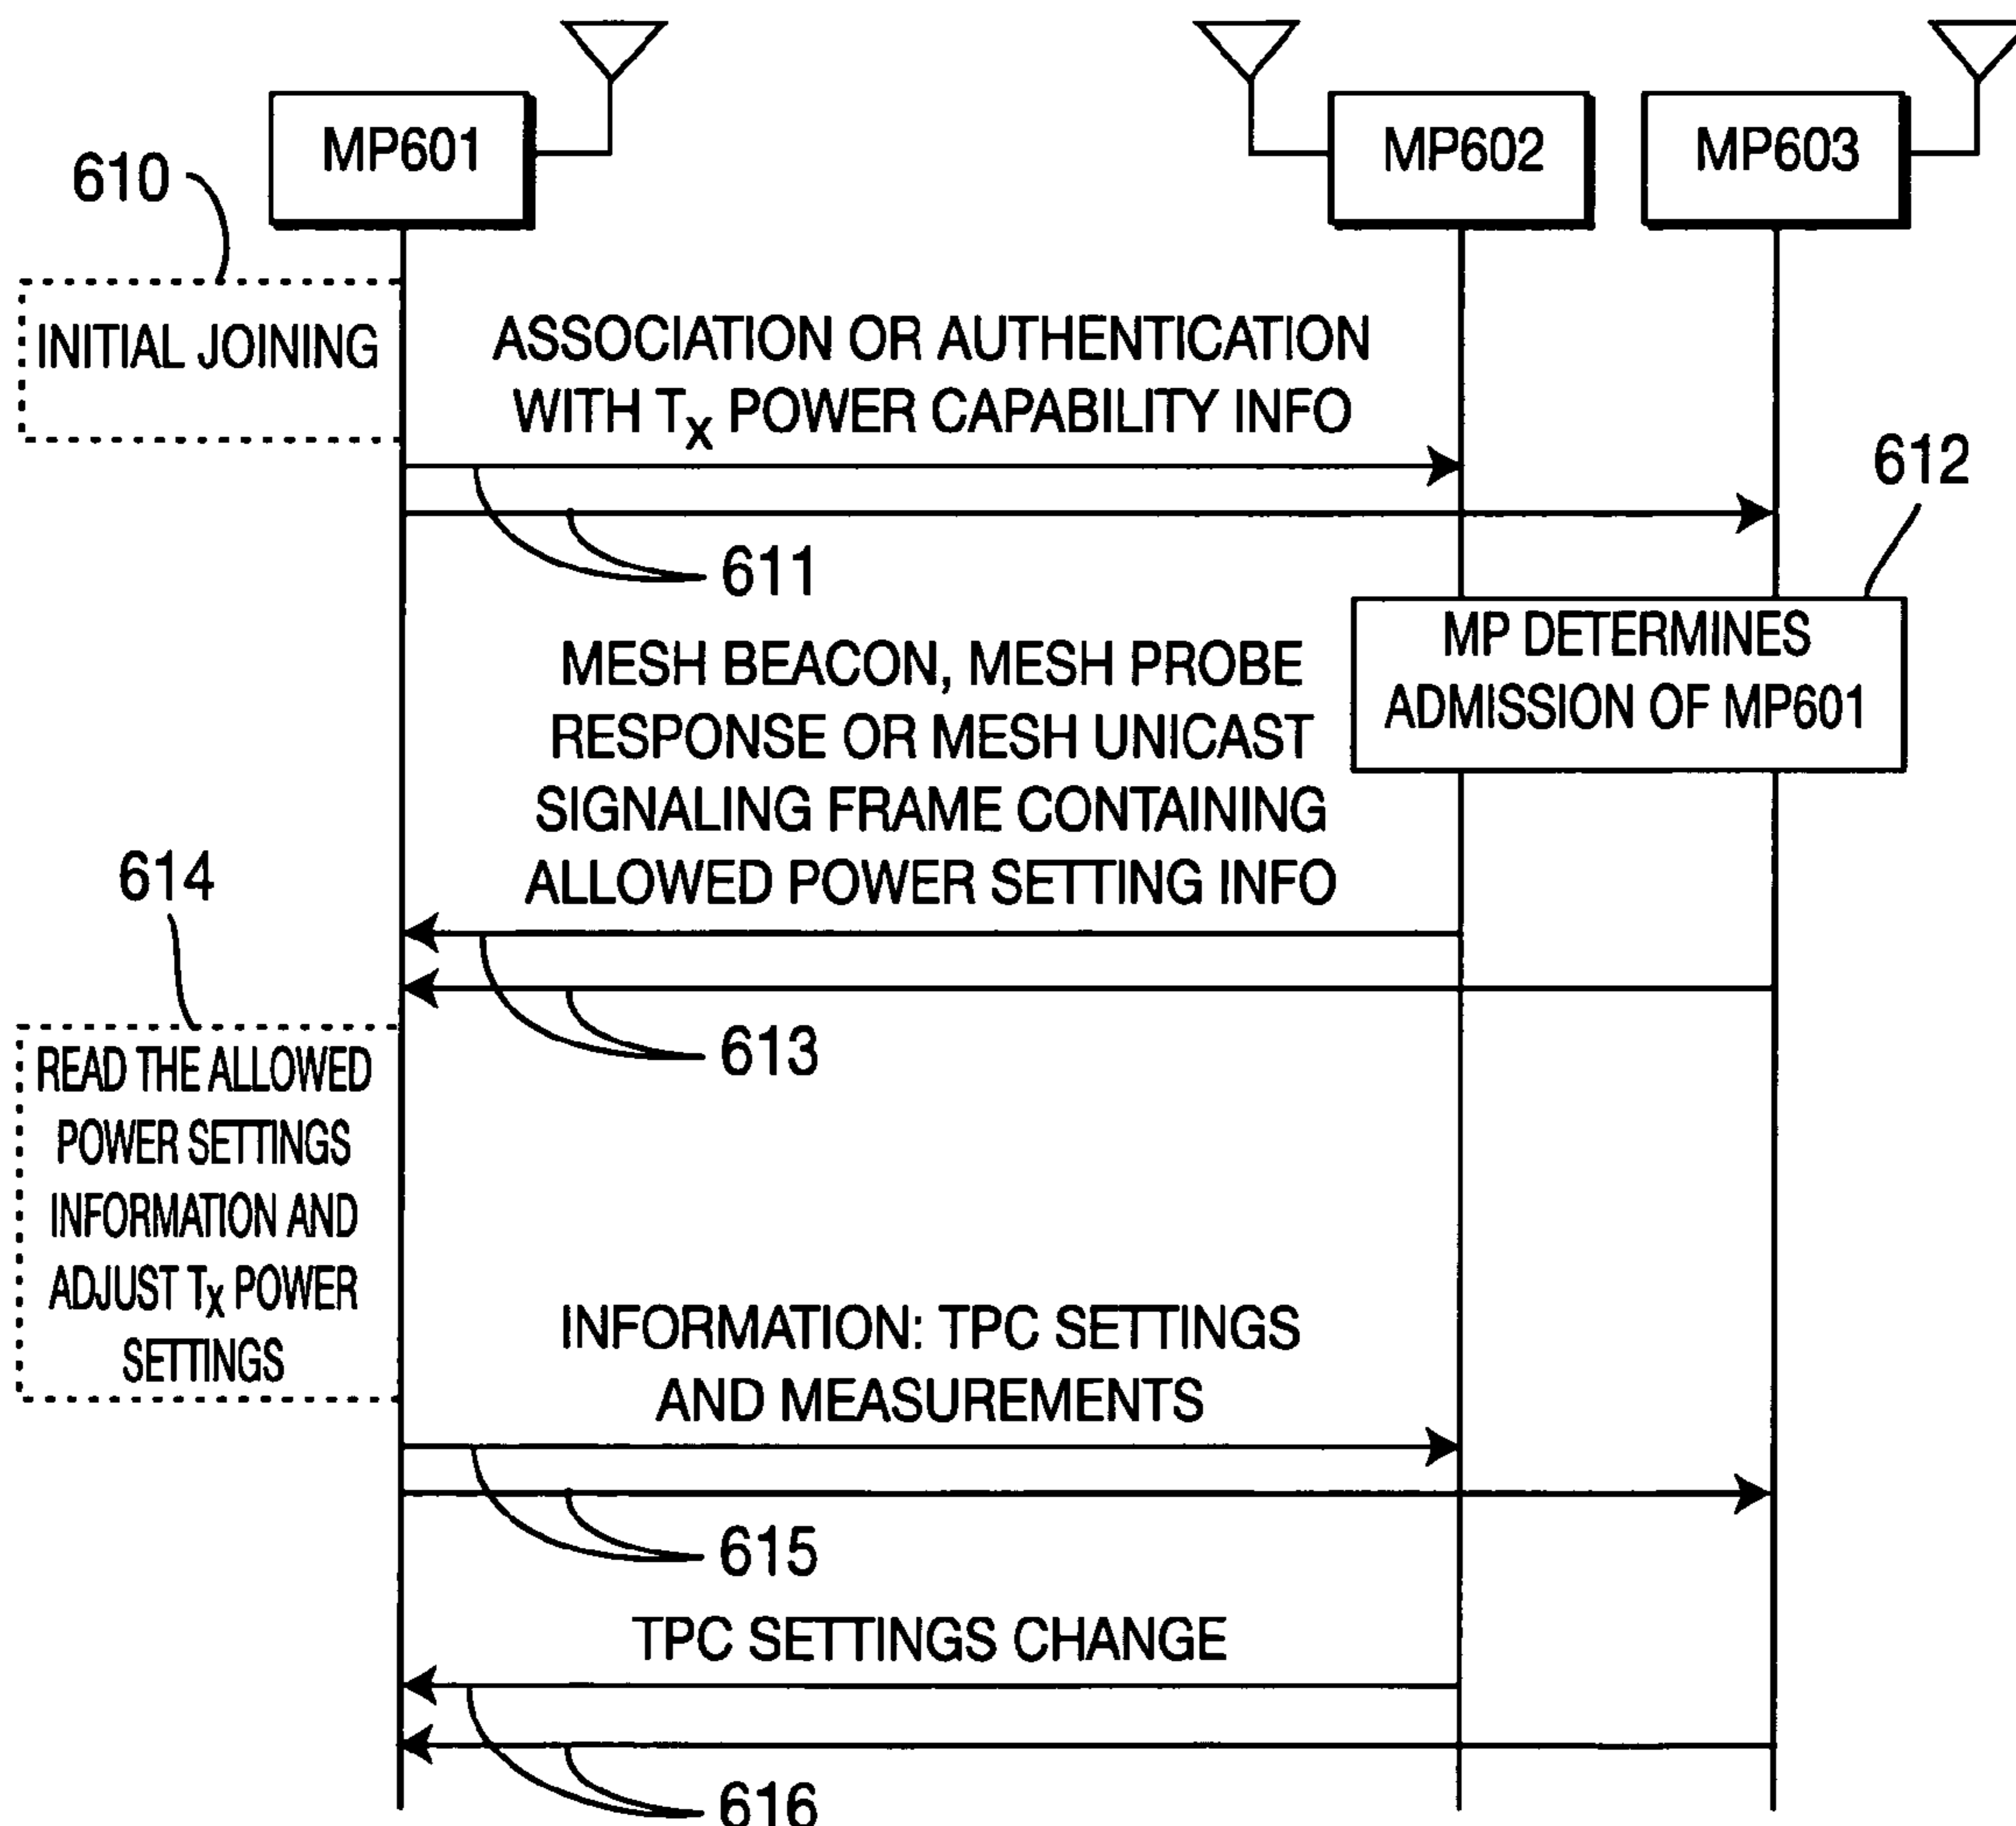 MP601
MP602
MP603
610
INITIAL JOINING
ASSOCIATION OR AUTHENTICATION
WITH Tx POWER CAPABILITY INFO
612
611
MP DETERMINES
ADMISSION OF MP601
MESH BEACON, MESH PROBE
RESPONSE OR MESH UNICAST
SIGNALING FRAME CONTAINING
ALLOWED POWER SETTING INFO
614
613
READ THE ALLOWED
POWER SETTINGS
INFORMATION AND
ADJUST Tx POWER
SETTINGS
INFORMATION: TPC SETTINGS
AND MEASUREMENTS
615
TPC SETTINGS CHANGE
616